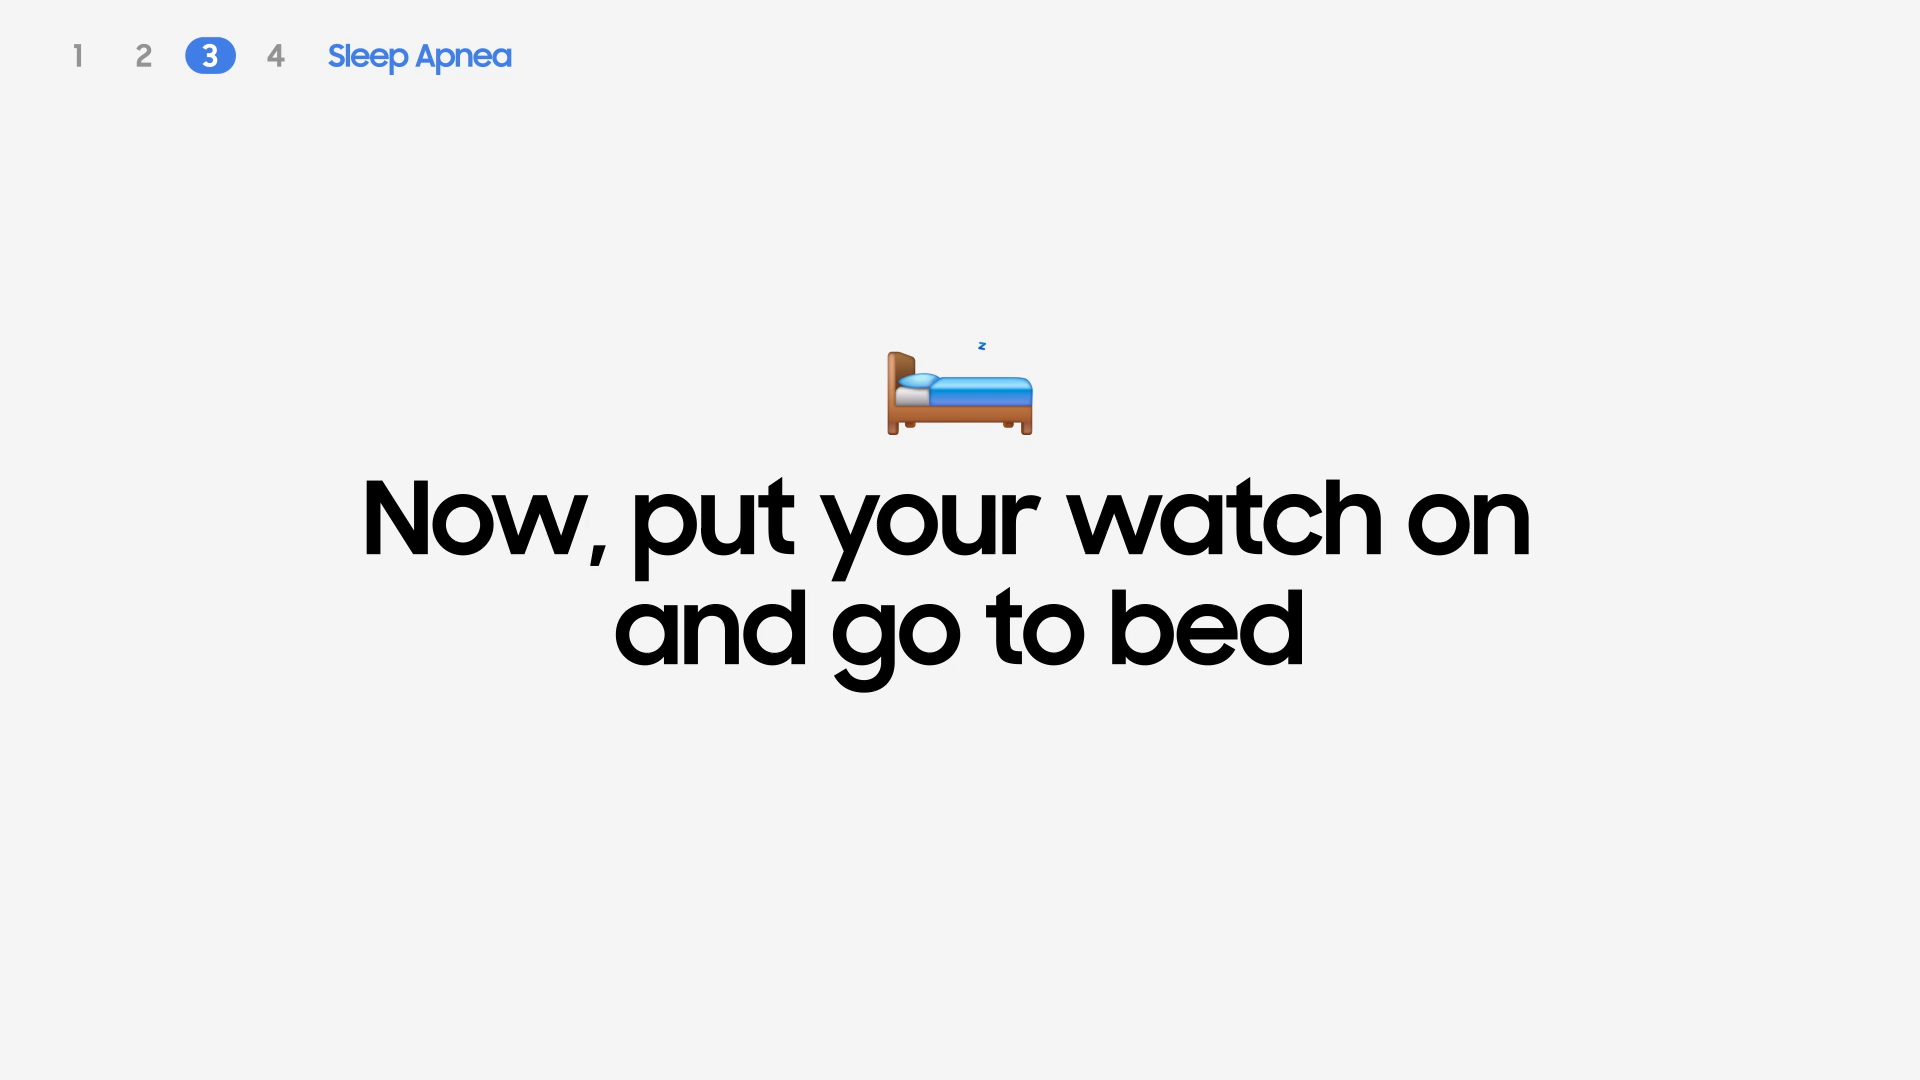 1 2 3 4 Sleep Apnea
z
Now, put your watch on
and go to bed